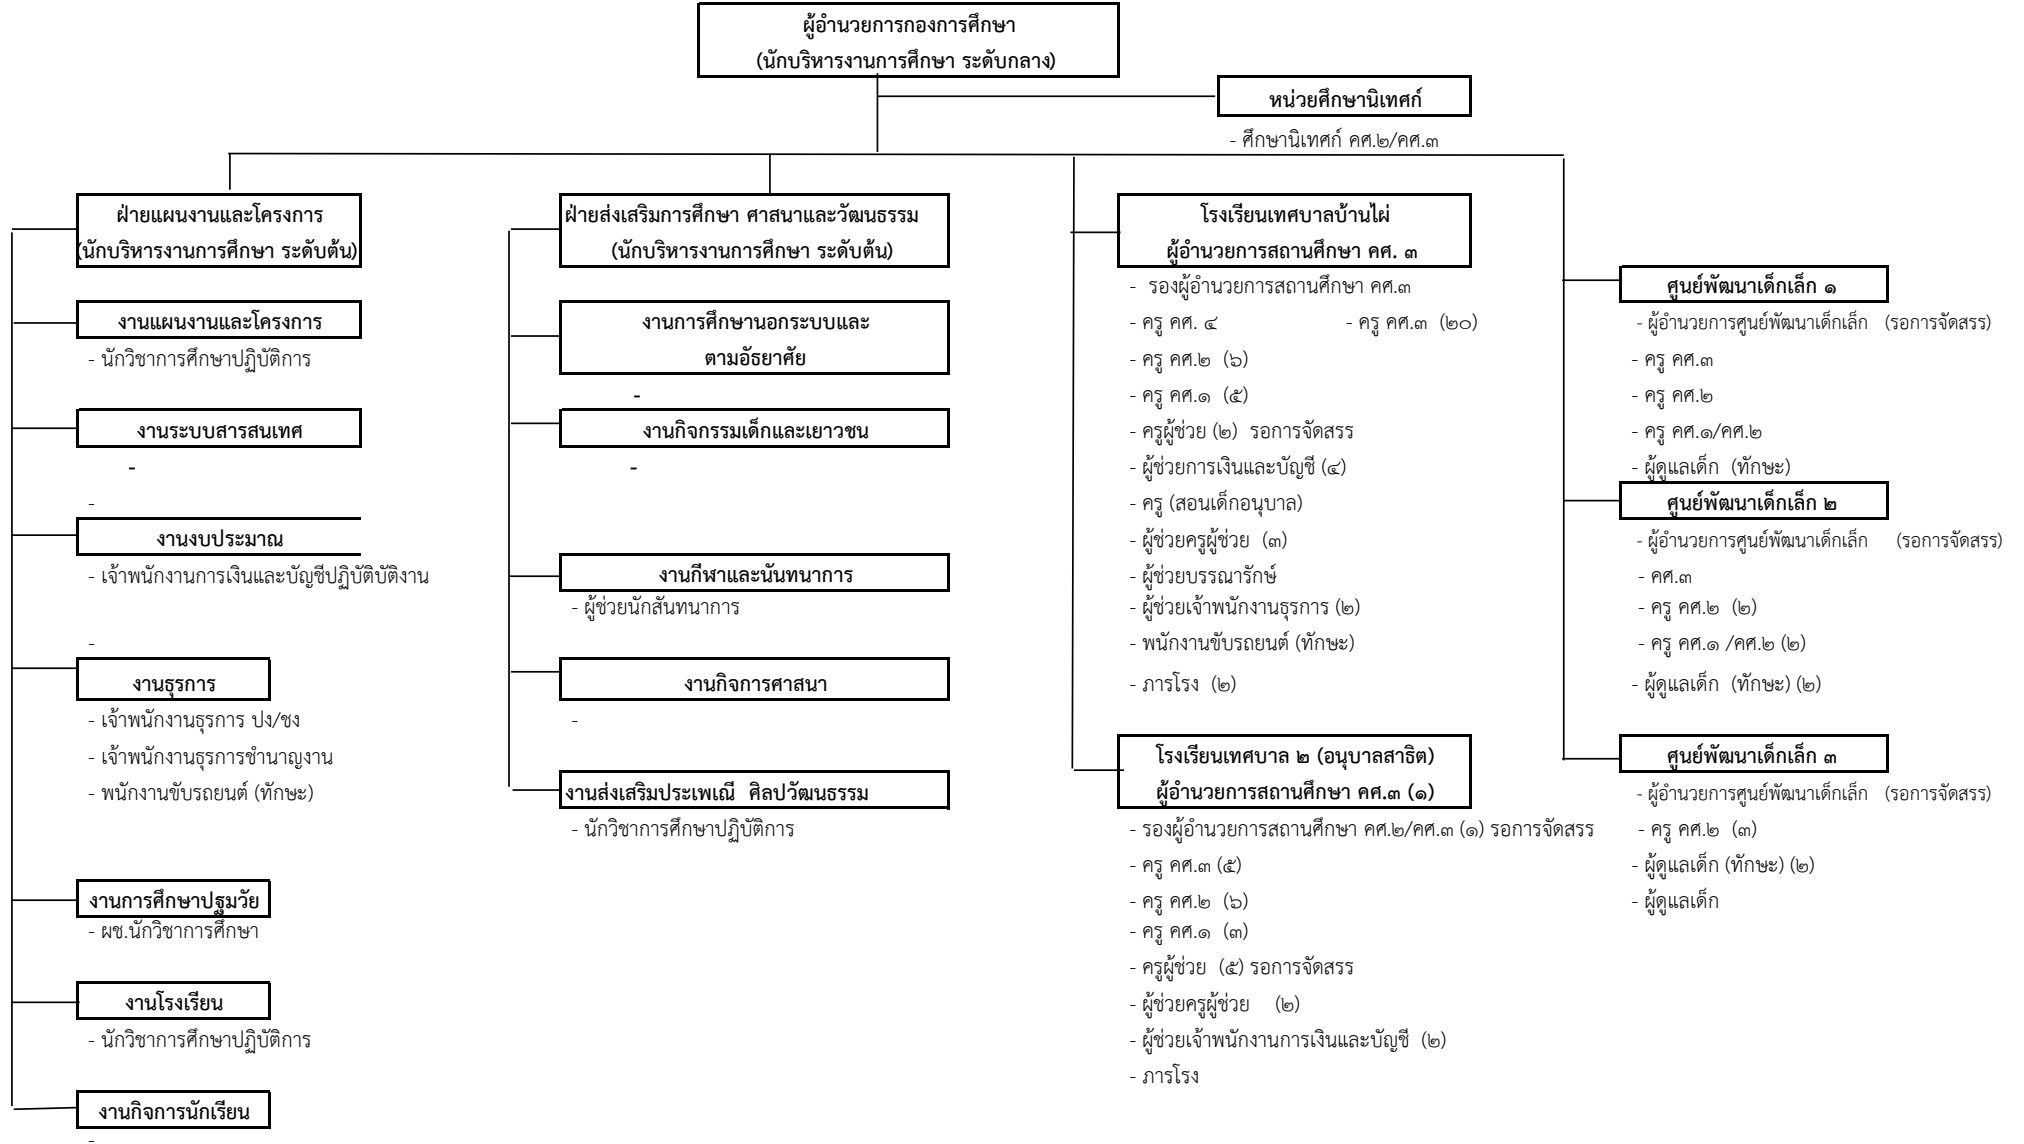 ผู้อำนวยการกองการศึกษา
(นักบริหารงานการศึกษา ระดับกลาง)
หน่วยศึกษานิเทศก์
- ศึกษานิเทศก์ คศ.๒/คศ.๓
ฝ่ายแผนงานและโครงการ
(นักบริหารงานการศึกษา ระดับต้น)
งานแผนงานและโครงการ
- นักวิชาการศึกษาปฏิบัติการ
งานระบบสารสนเทศ
-
-
งานงบประมาณ
- เจ้าพนักงานการเงินและบัญชีปฏิบัติบัติงาน
-
งานธุรการ
- เจ้าพนักงานธุรการ ปง/ชง
- เจ้าพนักงานธุรการชำนาญงาน
- พนักงานขับรถยนต์ (ทักษะ)
งานการศึกษาปฐมวัย
- ผช.นักวิชาการศึกษา
งานโรงเรียน
- นักวิชาการศึกษาปฏิบัติการ
งานกิจการนักเรียน
-
ฝ่ายส่งเสริมการศึกษา ศาสนาและวัฒนธรรม
(นักบริหารงานการศึกษา ระดับต้น)
งานการศึกษานอกระบบและ
ตามอัธยาศัย
-
งานกิจกรรมเด็กและเยาวชน
-
งานกีฬาและนันทนาการ
- ผู้ช่วยนักสันทนาการ
งานกิจการศาสนา
-
งานส่งเสริมประเพเณี ศิลปวัฒนธรรม
- นักวิชาการศึกษาปฏิบัติการ
โรงเรียนเทศบาลบ้านไผ่
ผู้อำนวยการสถานศึกษา คศ. ๓
- รองผู้อำนวยการสถานศึกษา คศ.๓
- ครู คศ. ๔ - ครู คศ.๓ (๒๐)
- ครู คศ.๒ (๖)
- ครู คศ.๑ (๕)
- ครูผู้ช่วย (๒) รอการจัดสรร
- ผู้ช่วยการเงินและบัญชี (๔)
- ครู (สอนเด็กอนุบาล)
- ผู้ช่วยครูผู้ช่วย (๓)
- ผู้ช่วยบรรณารักษ์
- ผู้ช่วยเจ้าพนักงานธุรการ (๒)
- พนักงานขับรถยนต์ (ทักษะ)
- ภารโรง (๒)
โรงเรียนเทศบาล ๒ (อนุบาลสาธิต)
ผู้อำนวยการสถานศึกษา คศ.๓ (๑)
- รองผู้อำนวยการสถานศึกษา คศ.๒/คศ.๓ (๑) รอการจัดสรร
- ครู คศ.๓ (๕)
- ครู คศ.๒ (๖)
- ครู คศ.๑ (๓)
- ครูผู้ช่วย (๕) รอการจัดสรร
- ผู้ช่วยครูผู้ช่วย (๒)
- ผู้ช่วยเจ้าพนักงานการเงินและบัญชี (๒)
- ภารโรง
ศูนย์พัฒนาเด็กเล็ก ๑
- ผู้อำนวยการศูนย์พัฒนาเด็กเล็ก (รอการจัดสรร)
- ครู คศ.๓
- ครู คศ.๒
- ครู คศ.๑/คศ.๒
- ผู้ดูแลเด็ก (ทักษะ)
ศูนย์พัฒนาเด็กเล็ก ๒
- ผู้อำนวยการศูนย์พัฒนาเด็กเล็ก (รอการจัดสรร)
- คศ.๓
- ครู คศ.๒ (๒)
- ครู คศ.๑ /คศ.๒ (๒)
- ผู้ดูแลเด็ก (ทักษะ) (๒)
ศูนย์พัฒนาเด็กเล็ก ๓
- ผู้อำนวยการศูนย์พัฒนาเด็กเล็ก (รอการจัดสรร)
- ครู คศ.๒ (๓)
- ผู้ดูแลเด็ก (ทักษะ) (๒)
- ผู้ดูแลเด็ก